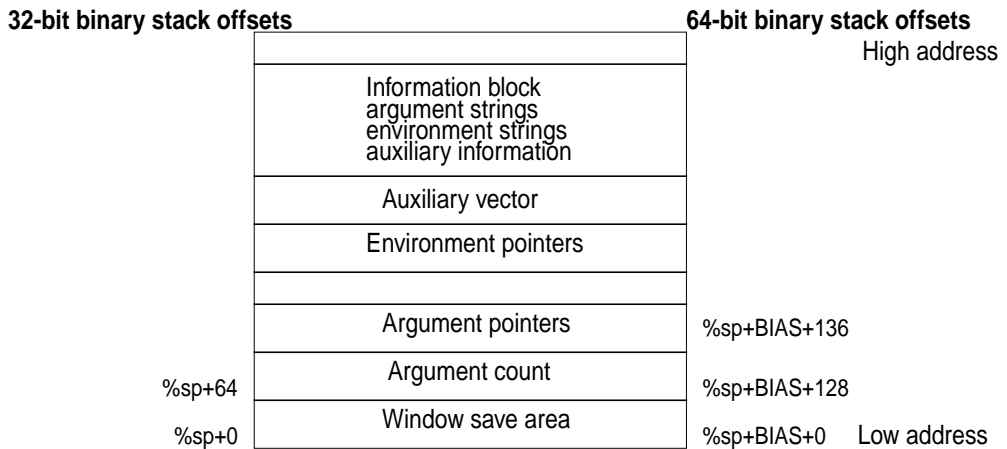 32-bit binary stack offsets
64-bit binary stack offsets
High address
Information block
argument strings
environment strings
auxiliary information
Auxiliary vector
Environment pointers
Argument pointers
%sp+BIAS+136
Argument count
%sp+64
%sp+BIAS+128
Window save area
%sp+0
%sp+BIAS+0
Low address